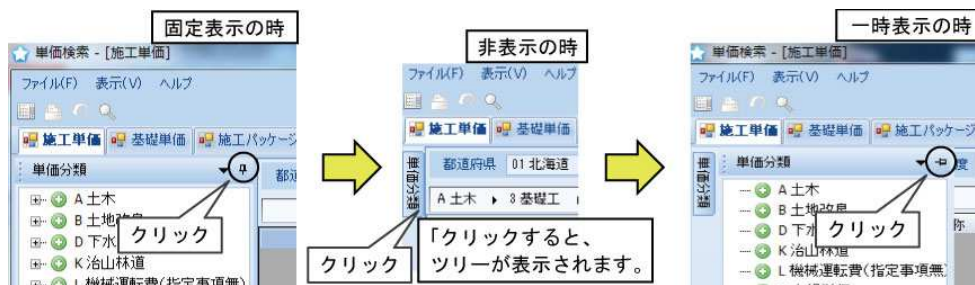 固定表示の時
単価検索 - [施工単価]
ファイル(F) 表示(V) ヘルプ
施工単価 基礎単価 施工パッケージ
単価分類
都道
A 土木
B 土地改良
D 下水
K 治山林道
L 機械運転費(指定事項無)
クリック
非表示の時
ファイル(F) 表示(V) ヘルプ
施工単価 基礎単価
単価分類
都道府県 01 北海道
A 土木 ▶ 3 基礎工
クリック
「クリックすると、
ツリーが表示されます。
一時表示の時
単価検索 - [施工単価]
ファイル(F) 表示(V) ヘルプ
施工単価 基礎単価 施工パッケージ
単価分類
単価分類
度
A 土木
B 土地改良
D 下水
称
K 治山林道
L 機械運転費(指定事項無)
クリック